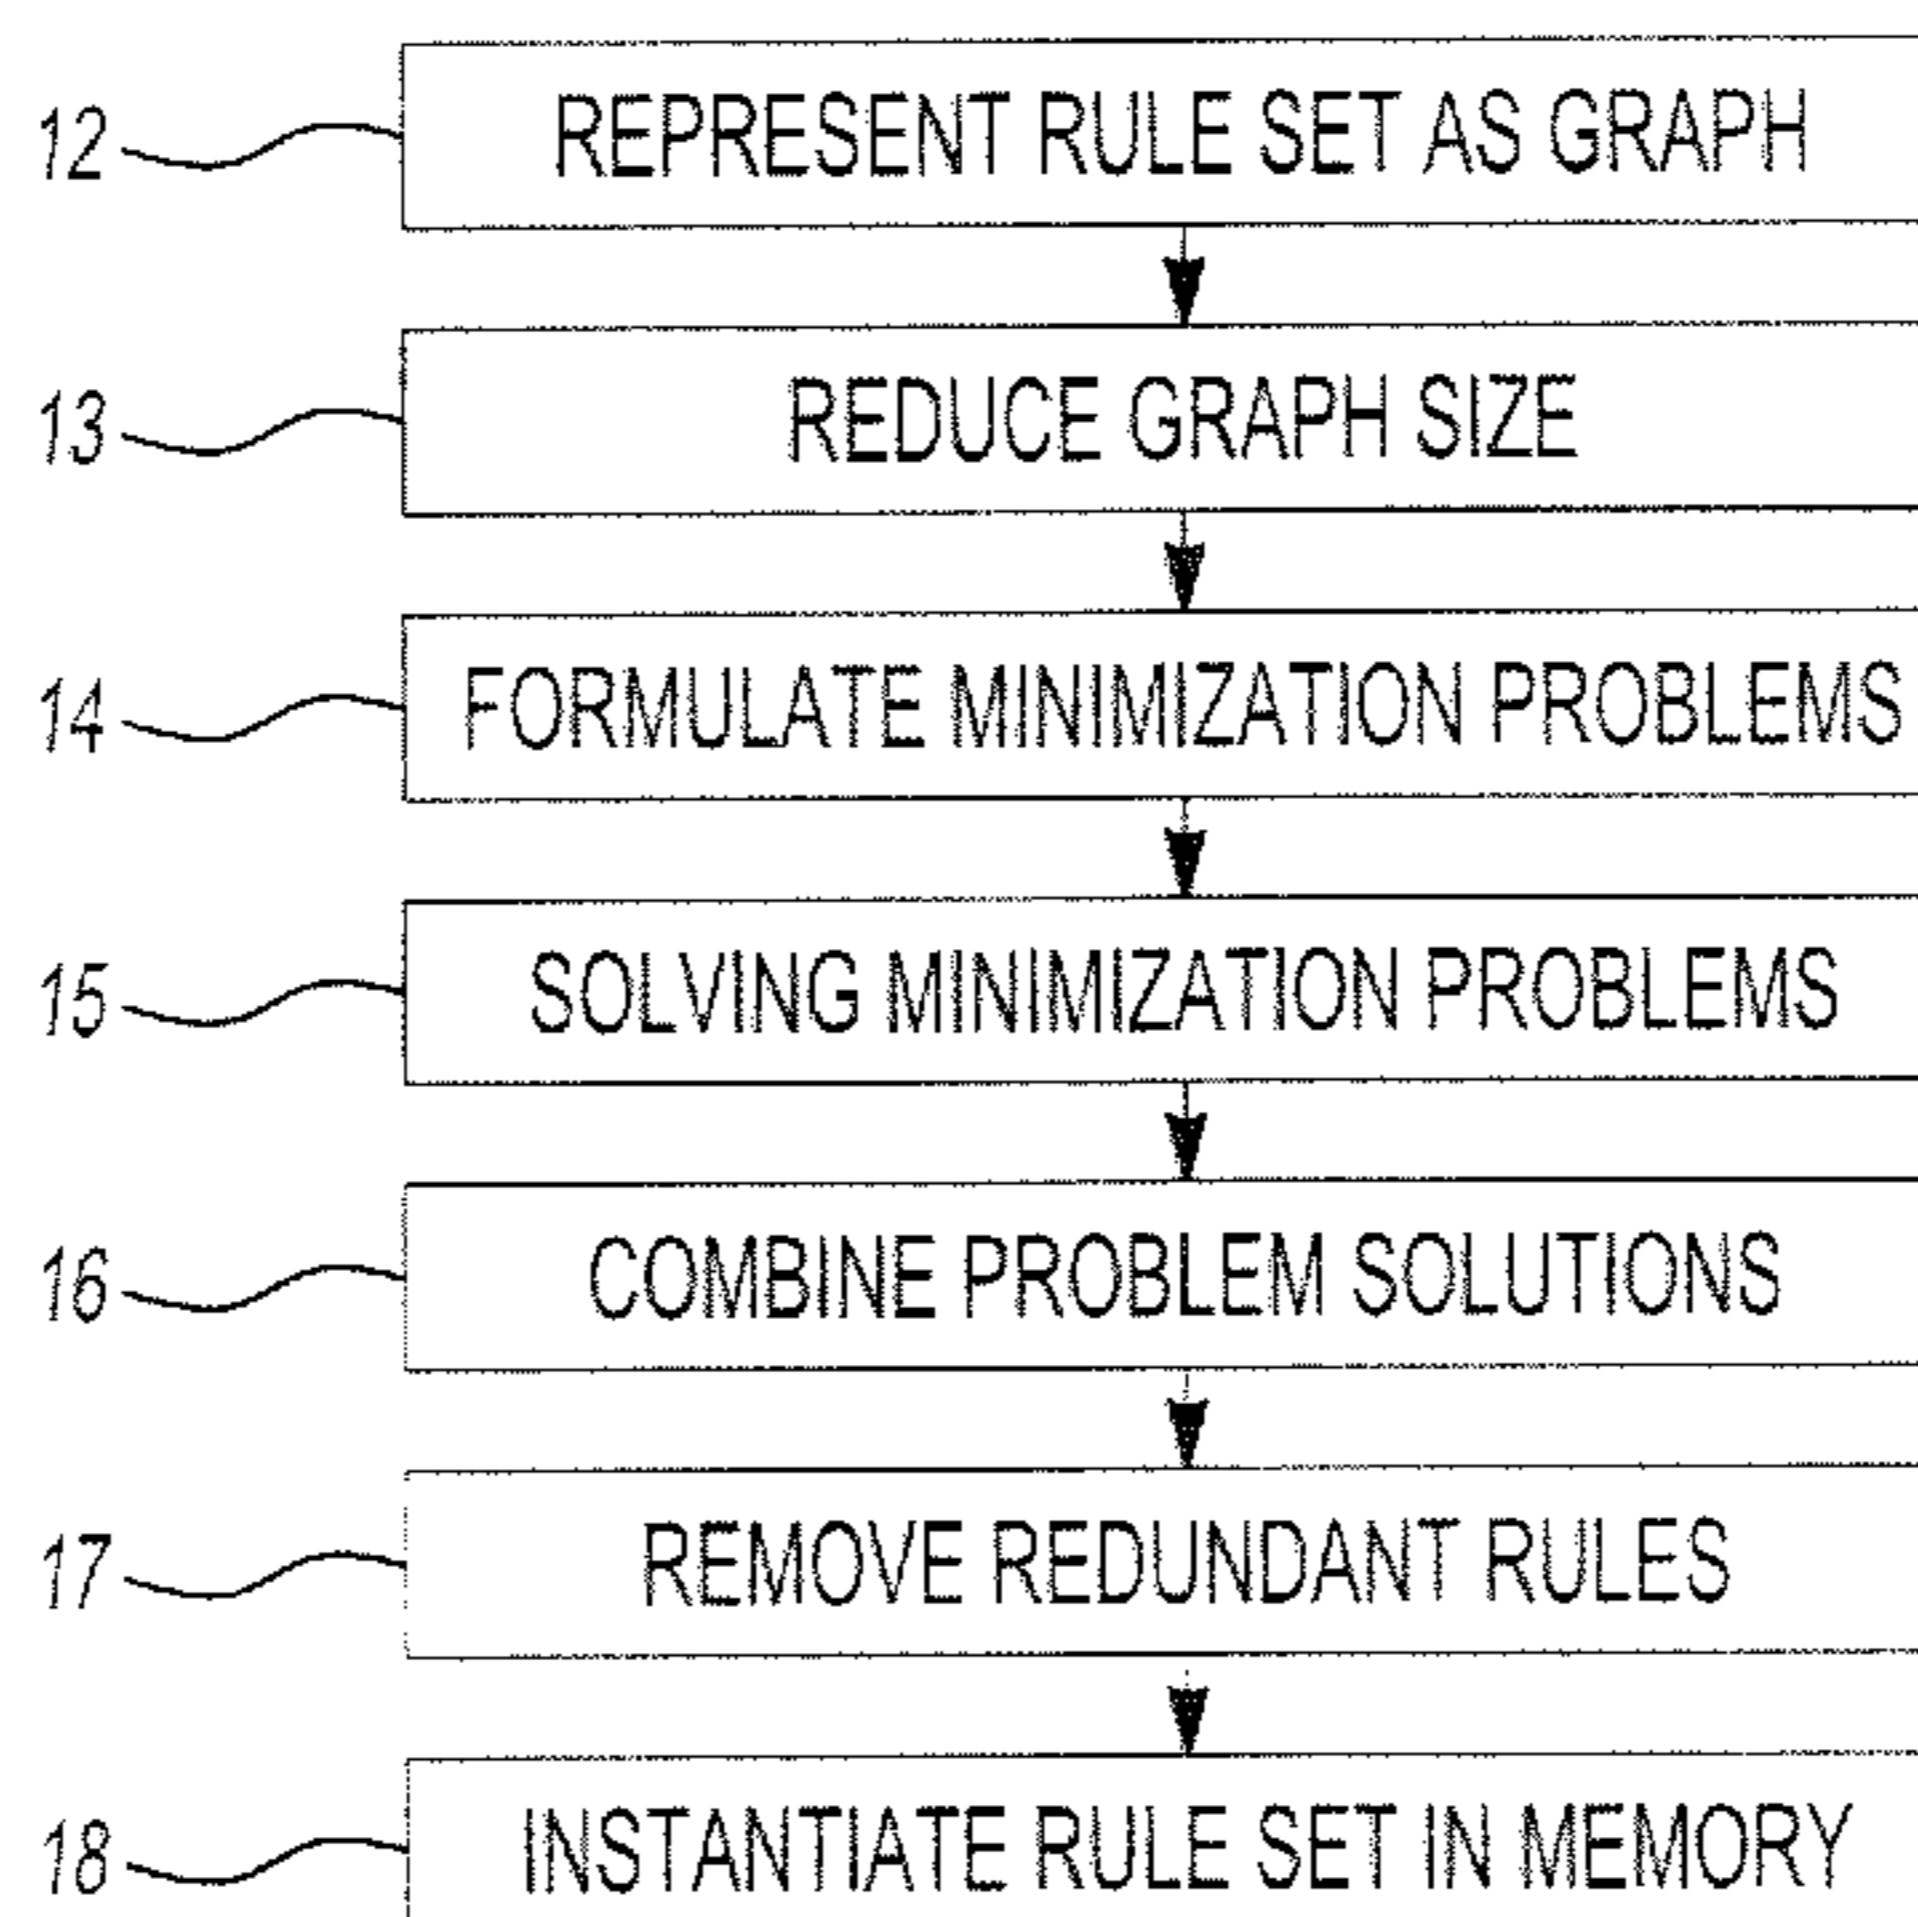 12 REPRESENT RULE SET AS GRAPH
13 REDUCE GRAPH SIZE
14 FORMULATE MINIMIZATION PROBLEMS
15 SOLVING MINIMIZATION PROBLEMS
16 COMBINE PROBLEM SOLUTIONS
17 REMOVE REDUNDANT RULES
18 INSTANTIATE RULE SET IN MEMORY